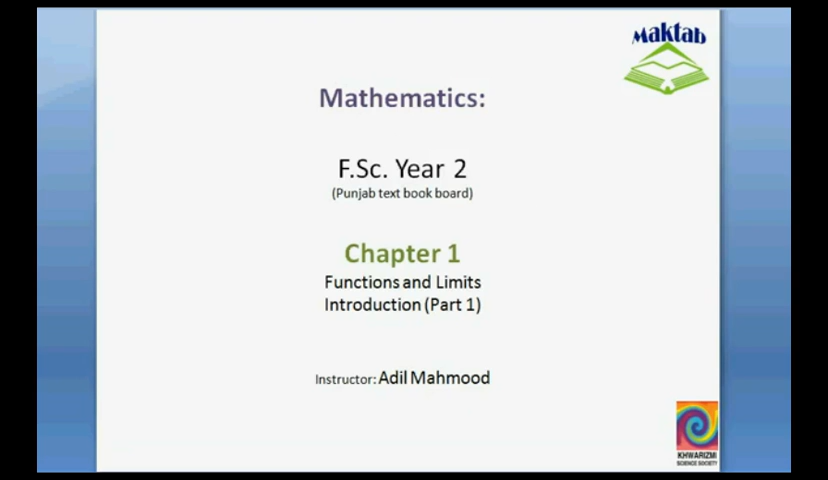 Maktab
Mathematics:
F.Sc. Year 2
(Punjab text book board)
Chapter 1
Functions and Limits
Introduction (Part 1)
Instructor: Adil Mahmood
KHWARIZMI
SCIENCE SOCIETY